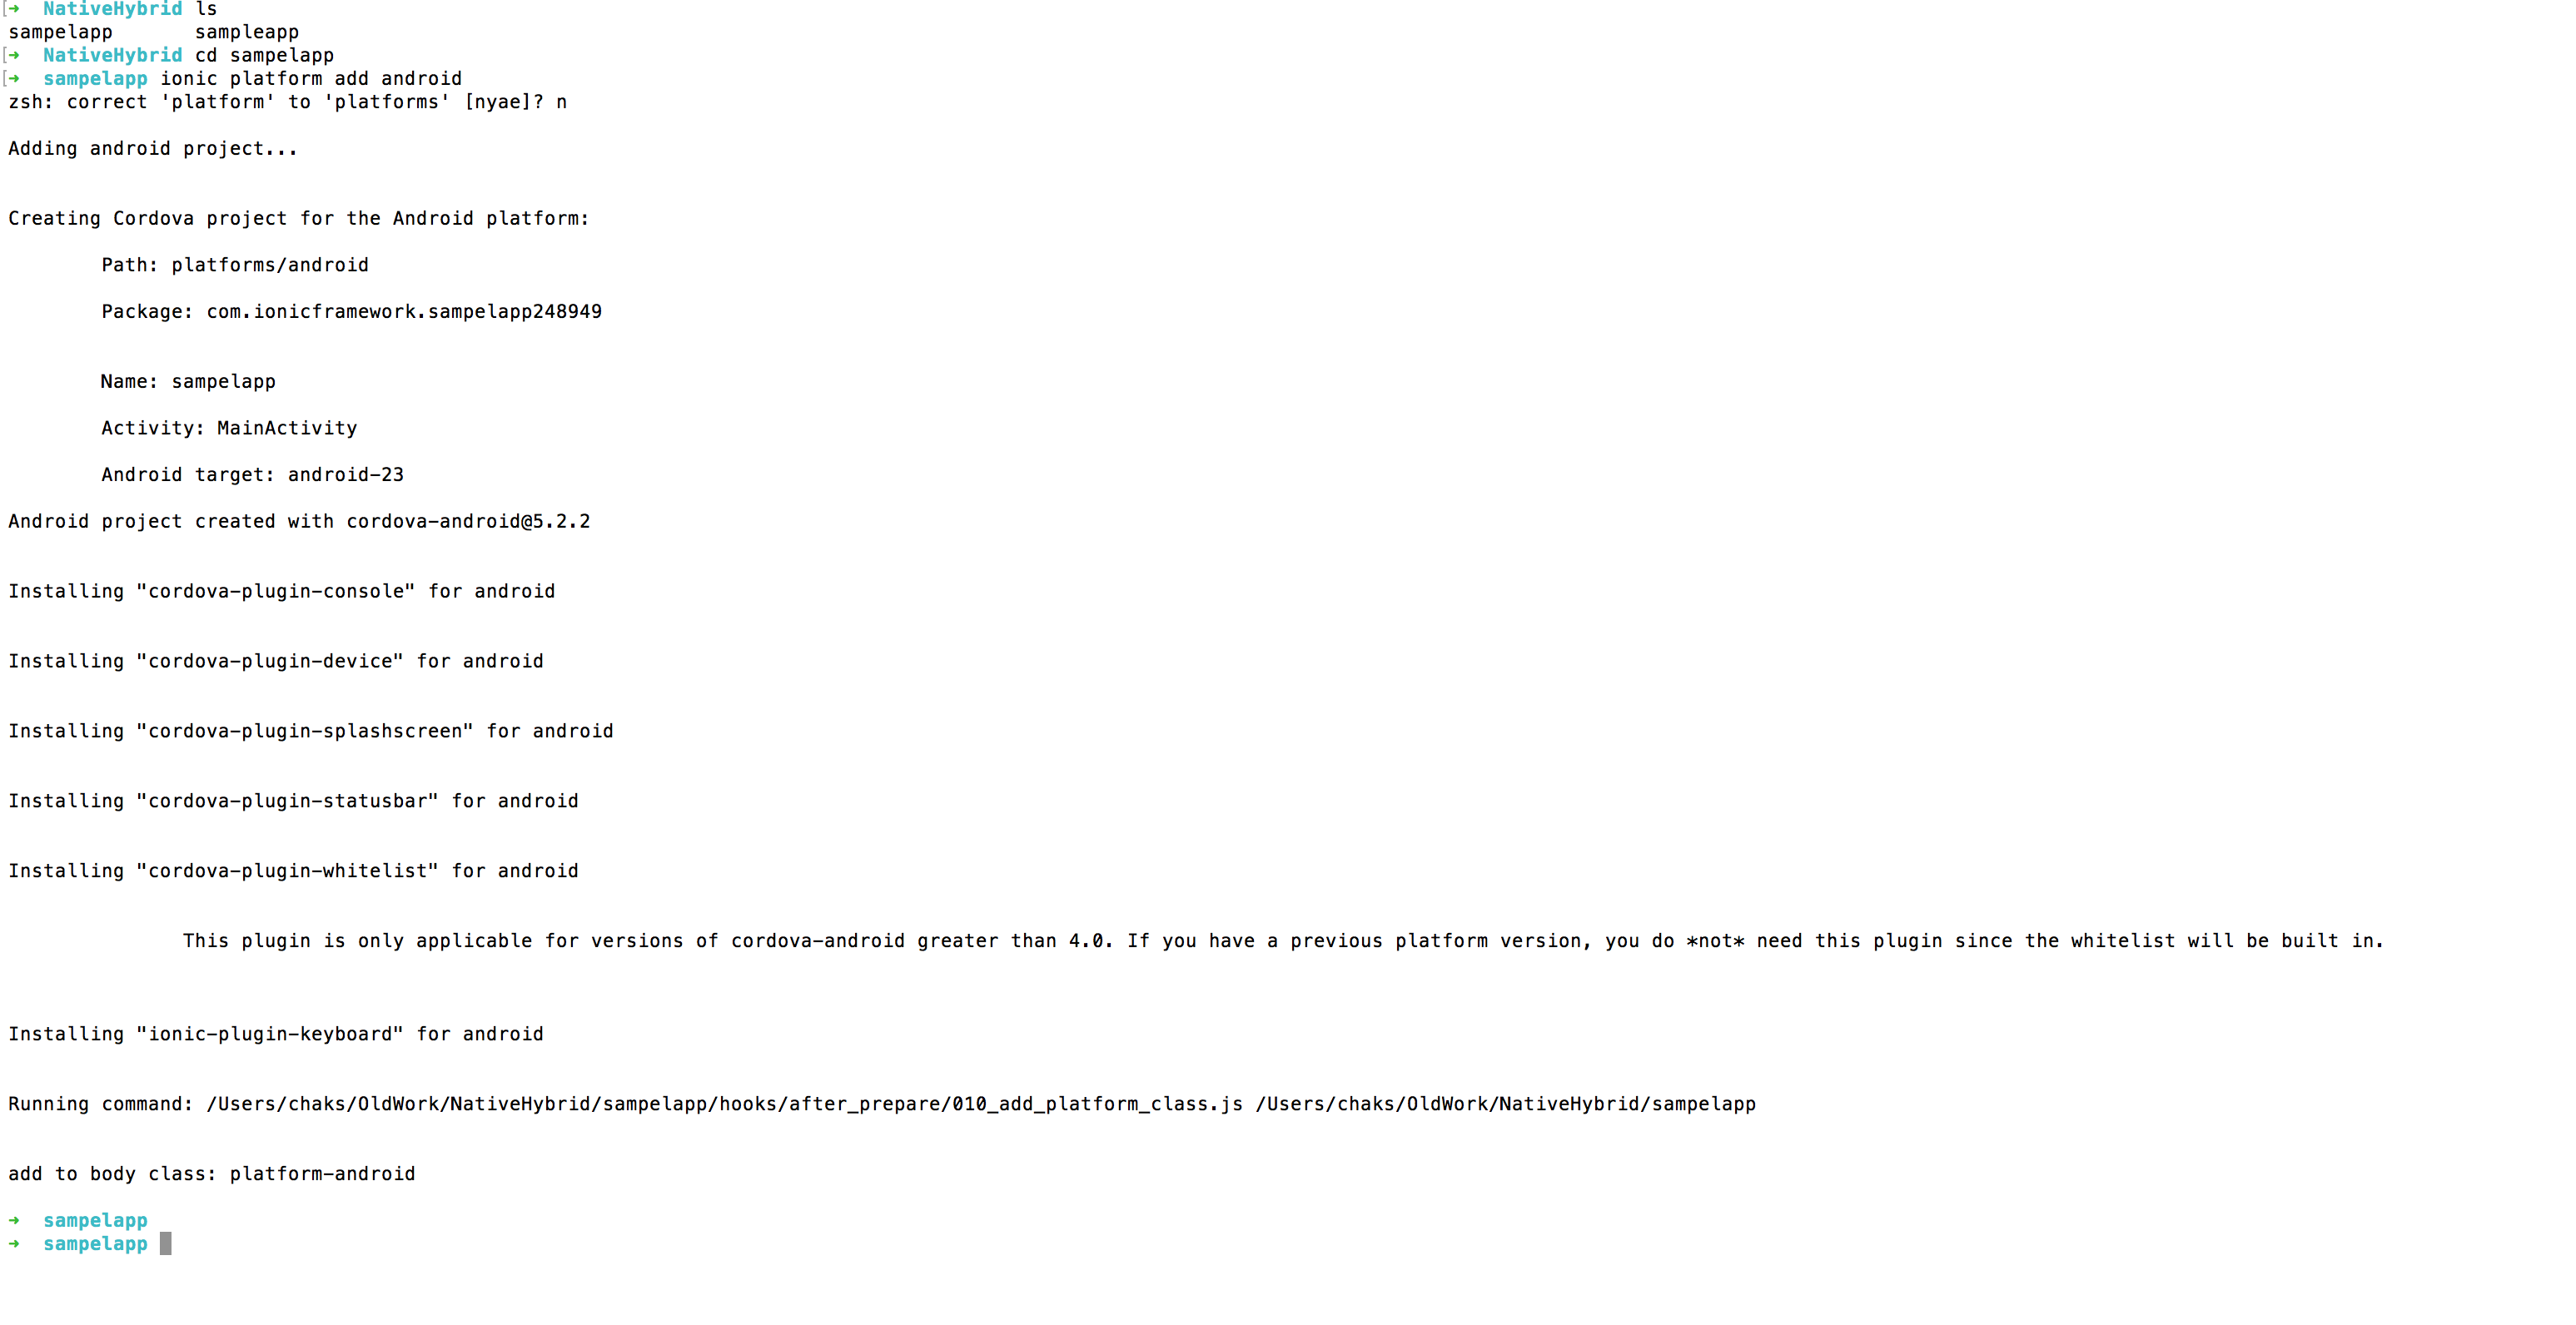 [➜  NativeHybrid ls
sampelapp       sampleapp
[➜  NativeHybrid cd sampelapp
[➜  sampelapp ionic platform add android
zsh: correct 'platform' to 'platforms' [nyae]? n
Adding android project...
Creating Cordova project for the Android platform:
Path: platforms/android
Package: com.ionicframework.sampelapp248949
Name: sampelapp
Activity: MainActivity
Android target: android-23
Android project created with cordova-android@5.2.2
Installing "cordova-plugin-console" for android
Installing "cordova-plugin-device" for android
Installing "cordova-plugin-splashscreen" for android
Installing "cordova-plugin-statusbar" for android
Installing "cordova-plugin-whitelist" for android
This plugin is only applicable for versions of cordova-android greater than 4.0. If you have a previous platform version, you do *not* need this plugin since the whitelist will be built in.
Installing "ionic-plugin-keyboard" for android
Running command: /Users/chaks/OldWork/NativeHybrid/sampelapp/hooks/after_prepare/010_add_platform_class.js /Users/chaks/OldWork/NativeHybrid/sampelapp
add to body class: platform-android
➜  sampelapp
➜  sampelapp